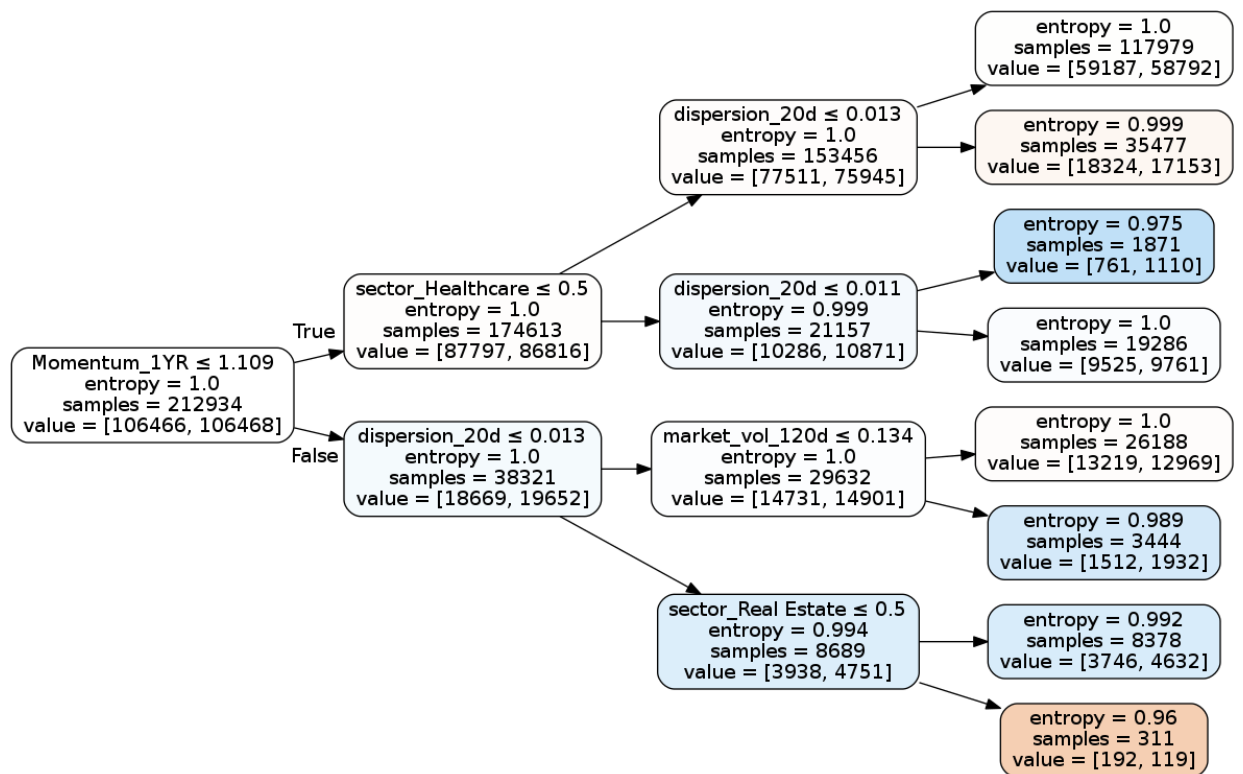 Momentum_1YR ≤ 1.109
entropy = 1.0
samples = 212934
value = [106466, 106468]
True
False
sector_Healthcare ≤ 0.5
entropy = 1.0
samples = 174613
value = [87797, 86816]
dispersion_20d ≤ 0.013
entropy = 1.0
samples = 38321
value = [18669, 19652]
dispersion_20d ≤ 0.013
entropy = 1.0
samples = 153456
value = [77511, 75945]
dispersion_20d ≤ 0.011
entropy = 0.999
samples = 21157
value = [10286, 10871]
market_vol_120d ≤ 0.134
entropy = 1.0
samples = 29632
value = [14731, 14901]
sector_Real Estate ≤ 0.5
entropy = 0.994
samples = 8689
value = [3938, 4751]
entropy = 1.0
samples = 117979
value = [59187, 58792]
entropy = 0.999
samples = 35477
value = [18324, 17153]
entropy = 0.975
samples = 1871
value = [761, 1110]
entropy = 1.0
samples = 19286
value = [9525, 9761]
entropy = 1.0
samples = 26188
value = [13219, 12969]
entropy = 0.989
samples = 3444
value = [1512, 1932]
entropy = 0.992
samples = 8378
value = [3746, 4632]
entropy = 0.96
samples = 311
value = [192, 119]